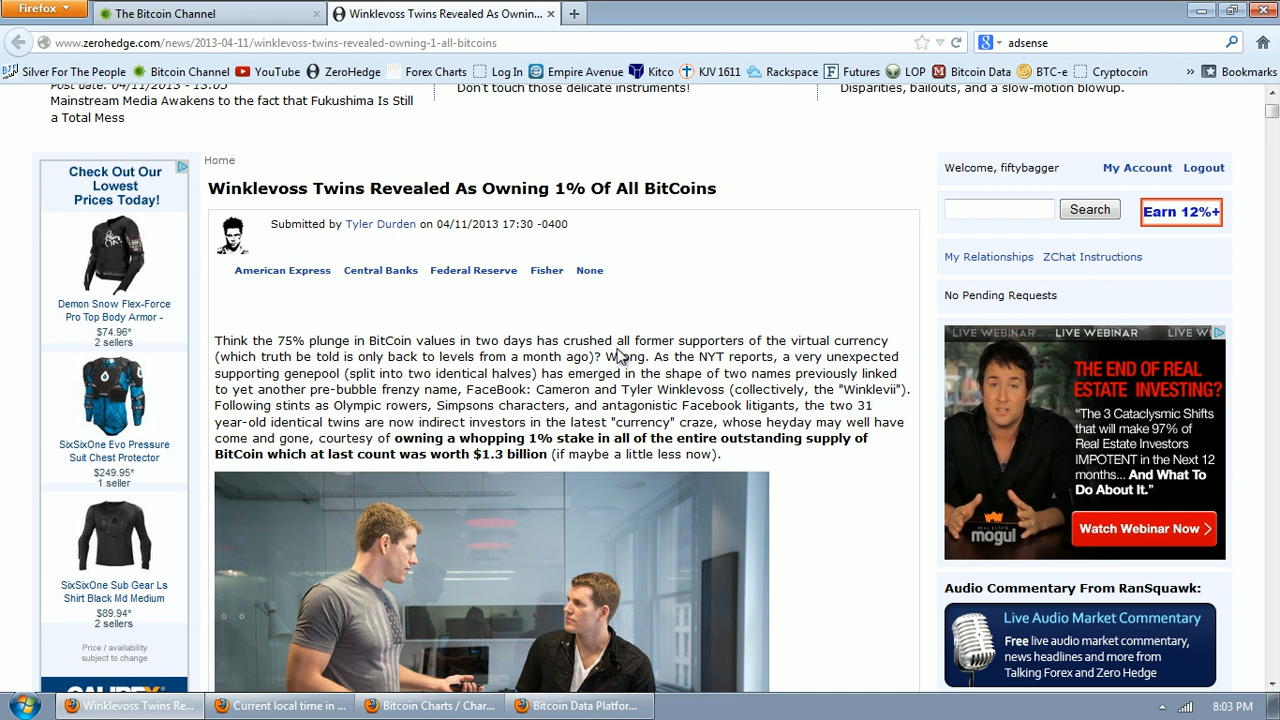 Firefox
The Bitcoin Channel
Winklevoss Twins Revealed As Owning...
www.zerohedge.com/news/2013-04-11/winklevoss-twins-revealed-owning-1-all-bitcoins
adsense
Silver For The People
Bitcoin Channel
YouTube
ZeroHedge
Forex Charts
Log In
Empire Avenue
Kitco
KJV 1611
Rackspace
Futures
LOP
Bitcoin Data
BTC-e
Cryptocoin
»
Bookmarks
Post date: 04/11/2013 - 13:05
Mainstream Media Awakens to the fact that Fukushima Is Still
a Total Mess
Don't touch those delicate instruments!
Disparities, bailouts, and a slow-motion blowup.
Check Out Our
Lowest
Prices Today!
Demon Snow Flex-Force
Pro Top Body Armor -
$74.96*
2 sellers
SixSixOne Evo Pressure
Suit Chest Protector
$249.95*
1 seller
SixSixOne Sub Gear Ls
Shirt Black Md Medium
$89.94*
2 sellers
Price / availability
subject to change
Home
Winklevoss Twins Revealed As Owning 1% Of All BitCoins
Submitted by Tyler Durden on 04/11/2013 17:30 -0400
American Express Central Banks Federal Reserve Fisher None
Think the 75% plunge in BitCoin values in two days has crushed all former supporters of the virtual currency
(which truth be told is only back to levels from a month ago)? Wrong. As the NYT reports, a very unexpected
supporting genepool (split into two identical halves) has emerged in the shape of two names previously linked
to yet another pre-bubble frenzy name, FaceBook: Cameron and Tyler Winklevoss (collectively, the "Winklevii").
Following stints as Olympic rowers, Simpsons characters, and antagonistic Facebook litigants, the two 31
year-old identical twins are now indirect investors in the latest "currency" craze, whose heyday may well have
come and gone, courtesy of owning a whopping 1% stake in all of the entire outstanding supply of
BitCoin which at last count was worth $1.3 billion (if maybe a little less now).
Welcome, fiftybagger
My Account
Logout
Search
Earn 12%+
My Relationships
ZChat Instructions
No Pending Requests
LIVE WEBINAR LIVE WEBINAR LIVE WEBINAR
THE END OF REAL
ESTATE INVESTING?
"The 3 Cataclysmic Shifts
that will make 97% of
Real Estate Investors
IMPOTENT in the Next 12
months... And What To
Do About It."
REAL ESTATE
mogul
Watch Webinar Now
Audio Commentary From RanSquawk:
Live Audio Market Commentary
Free live audio market commentary,
news headlines and more from
Talking Forex and Zero Hedge
Winklevoss Twins Re...
Current local time in ...
Bitcoin Charts / Char...
Bitcoin Data Platfor...
8:03 PM